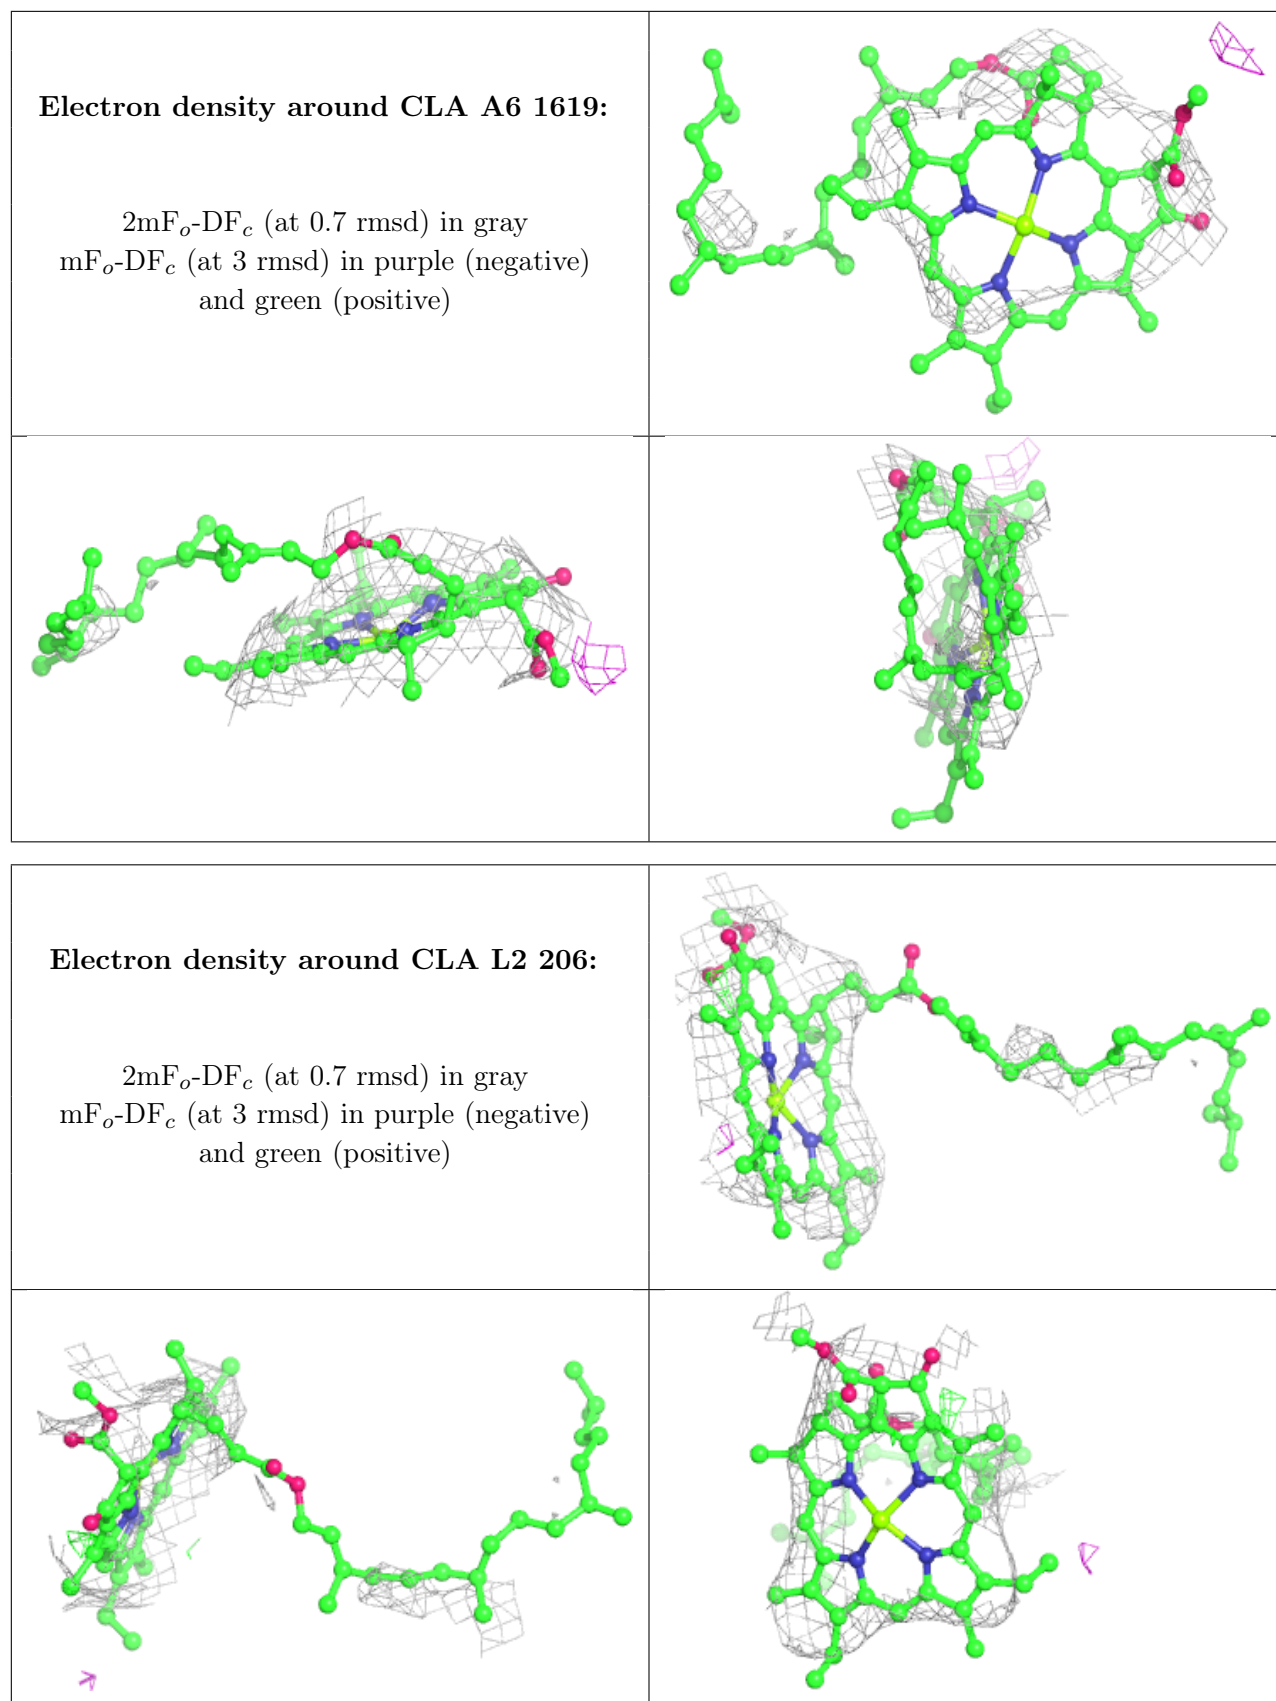 Electron density around CLA A6 1619:
2mFo-DFc (at 0.7 rmsd) in gray
mFo-DFc (at 3 rmsd) in purple (negative)
and green (positive)
Electron density around CLA L2 206:
2mFo-DFc (at 0.7 rmsd) in gray
mFo-DFc (at 3 rmsd) in purple (negative)
and green (positive)